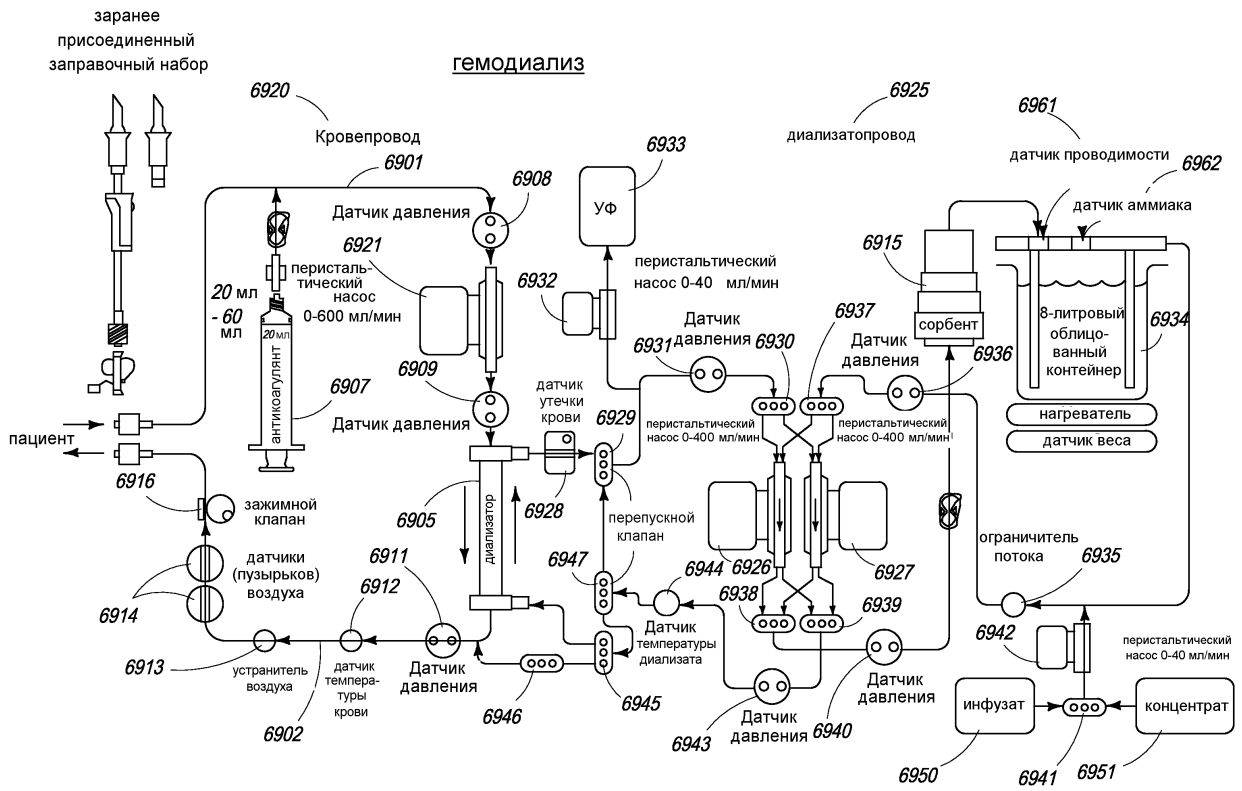 заранее
присоединенный
заправочный набор
гемодиализ
6920
Кровепровод
6901
6925
диализатопровод
6961
датчик проводимости
6962
датчик аммиака
6908
Датчик давления
6921
перисталь-
тический
насос
0-600 мл/мин
20 мл
- 60
мл
20 мл
антикоагулянт
6907
6909
Датчик давления
6933
УФ
6932
перистальтический
насос 0-40 мл/мин
6915
сорбент
8-литровый
облицо-
ванный
контейнер
6934
нагреватель
датчик веса
Датчик
давления
6931
6930
6937
Датчик
давления
6936
датчик
утечки
крови
6929
6928
перистальтический
насос 0-400 мл/мин
перистальтический
насос 0-400 мл/мин
пациент
6916
зажимной
клапан
6905
диализатор
перепускной
клапан
6926
6927
ограничитель
потока
6935
датчики
(пузырьков)
воздуха
6914
6911
6912
6947
6944
6938
6939
Датчик
температуры
диализата
6942
перистальтический
насос 0-40 мл/мин
6913
устранитель
воздуха
датчик
темпера-
туры
крови
Датчик
давления
6902
6946
6945
6943
Датчик
давления
6940
Датчик
давления
инфузат
концентрат
6950
6941
6951